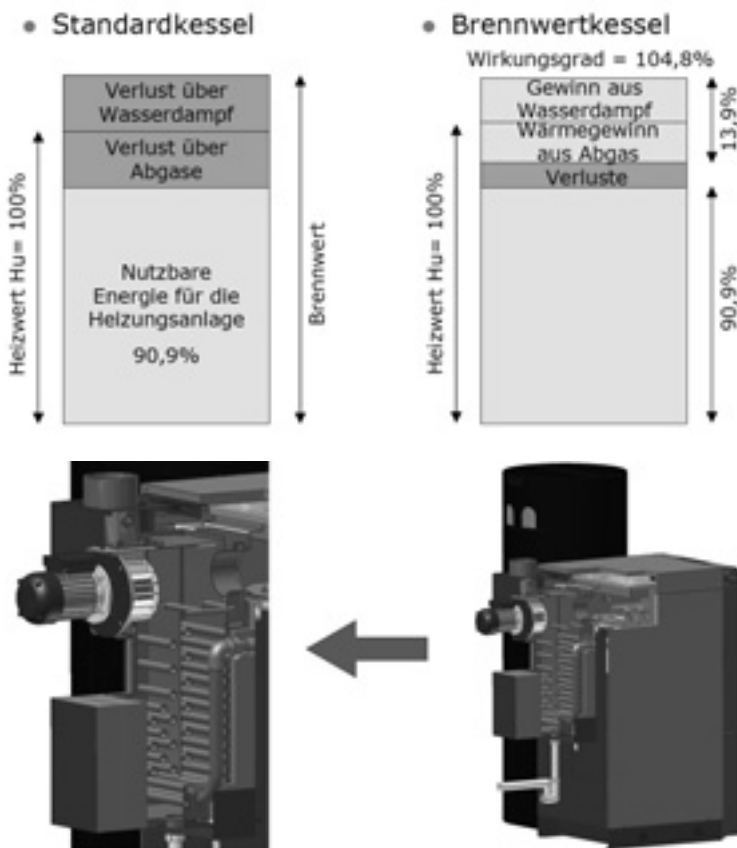 • Standardkessel
Verlust über
Wasserdampf
Verlust über
Abgase
Nutzbare
Energie für die
Heizungsanlage
90,9%
Heizwert Hu= 100%
Brennwert
• Brennwertkessel
Wirkungsgrad = 104,8%
Gewinn aus
Wasserdampf
Wärmegewinn
aus Abgas
Verluste
Heizwert Hu= 100%
13,9%
90,9%